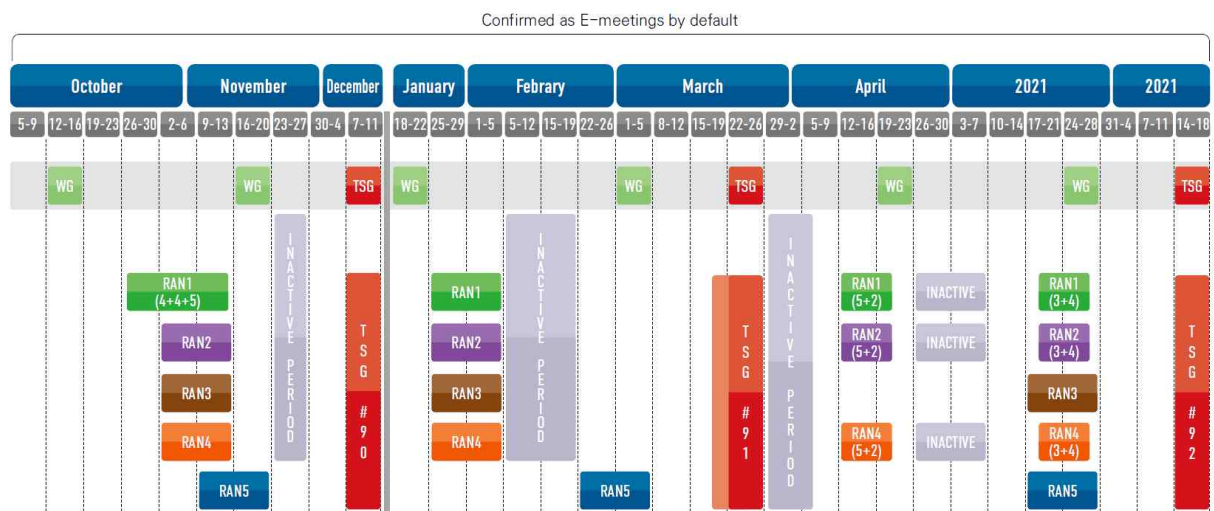 Confirmed as E-meetings by default
October November December January Febrary March April 2021 2021
5-9 12-16 19-23 26-30 2-6 9-13 16-20 23-27 30-4 7-11 18-22 25-29 1-5 5-12 15-19 22-26 1-5 8-12 15-19 22-26 29-2 5-9 12-16 19-23 26-30 3-7 10-14 17-21 24-28 31-4 7-11 14-18
WG WG TSG WG WG TSG WG WG TSG
INACTIVE PERIOD
INACTIVE PERIOD
INACTIVE PERIOD
RAN1 (4+4+5)
RAN1
RAN1 (5+2)
INACTIVE
RAN1 (3+4)
TSG #90
TSG #91
TSG #92
RAN2
RAN2
RAN2 (5+2)
INACTIVE
RAN2 (3+4)
RAN3
RAN3
RAN3
RAN4
RAN4
RAN4 (5+2)
INACTIVE
RAN4 (3+4)
RAN5
RAN5
RAN5